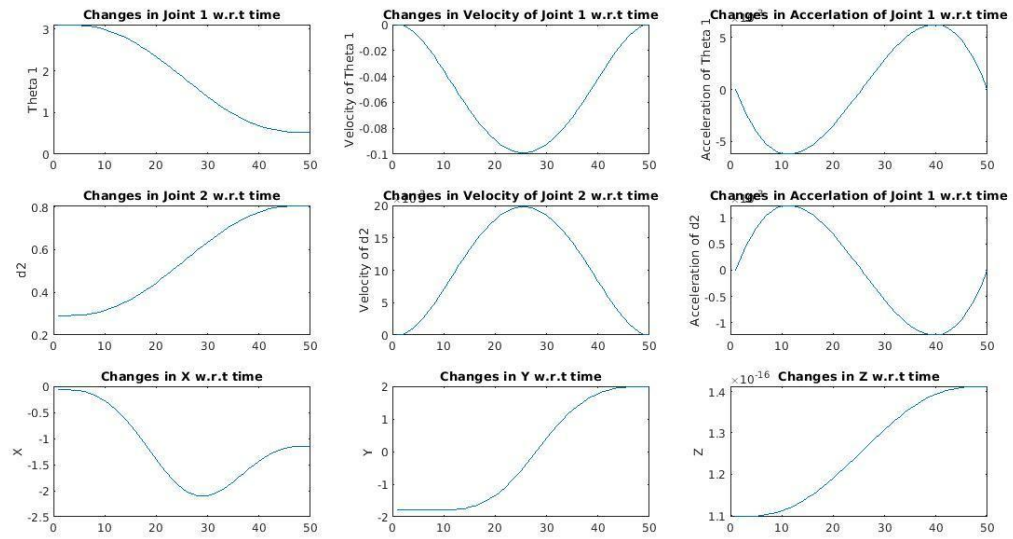 Changes in Joint 1 w.r.t time
Theta 1
3
2
1
0
0 10 20 30 40 50
Changes in Velocity of Joint 1 w.r.t time
Velocity of Theta 1
0
-0.02
-0.04
-0.06
-0.08
-0.1
0 10 20 30 40 50
Changes in Accerlation of Joint 1 w.r.t time
Acceleration of Theta 1
5
0
-5
0 10 20 30 40 50
Changes in Joint 2 w.r.t time
d2
0.8
0.6
0.4
0.2
0 10 20 30 40 50
Changes in Velocity of Joint 2 w.r.t time
Velocity of d2
20
15
10
5
0
0 10 20 30 40 50
Changes in Accerlation of Joint 1 w.r.t time
Acceleration of d2
1
0.5
0
-0.5
-1
0 10 20 30 40 50
Changes in X w.r.t time
X
0
-0.5
-1
-1.5
-2
-2.5
0 10 20 30 40 50
Changes in Y w.r.t time
Y
2
1
0
-1
-2
0 10 20 30 40 50
×10-16
Changes in Z w.r.t time
Z
1.4
1.3
1.2
1.1
0 10 20 30 40 50